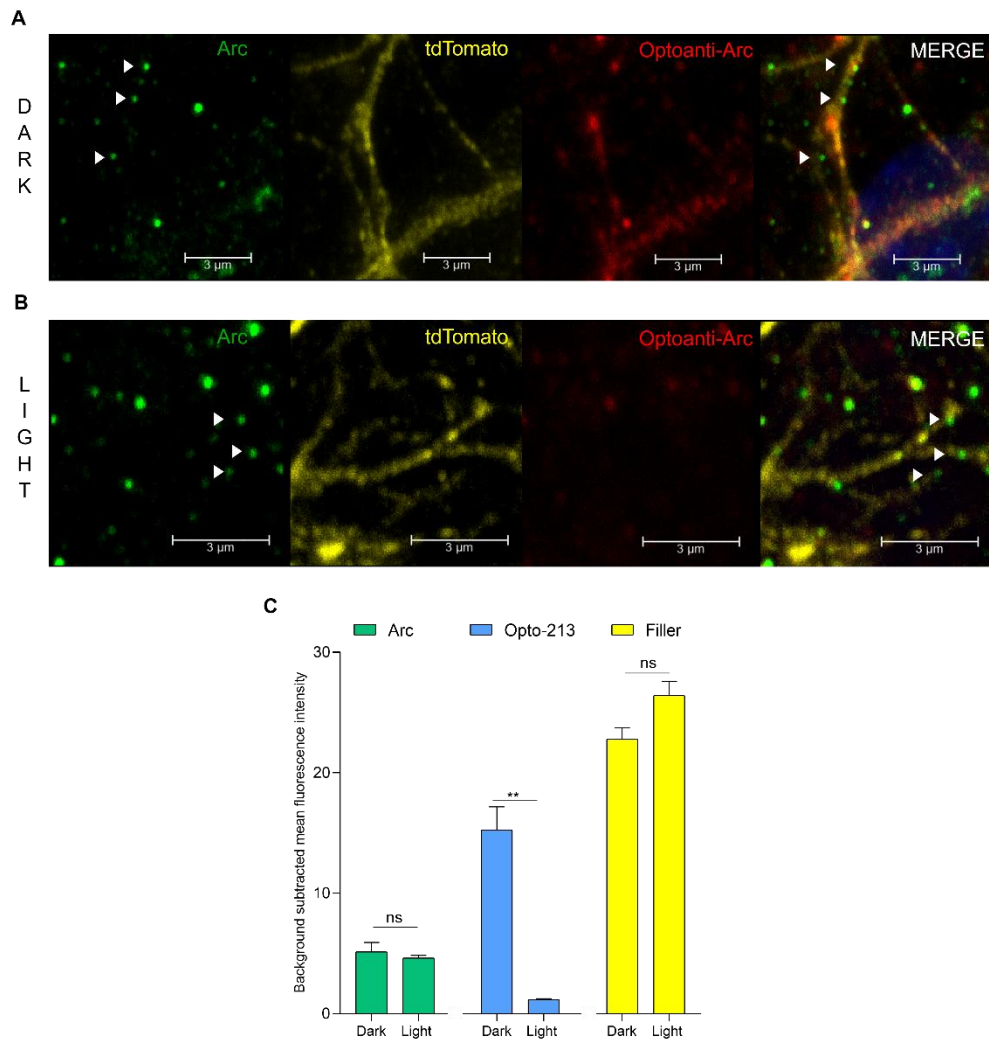 A
Arc tdTomato Optoanti-Arc MERGE
D
A
R
K
3 µm 3 µm 3 µm 3 µm
B
Arc tdTomato Optoanti-Arc MERGE
L
I
G
H
T
3 µm 3 µm 3 µm 3 µm
C
Arc Opto-213 Filler
Background subtracted mean fluorescence intensity
30
20
10
0
ns
**
ns
Dark Light Dark Light Dark Light